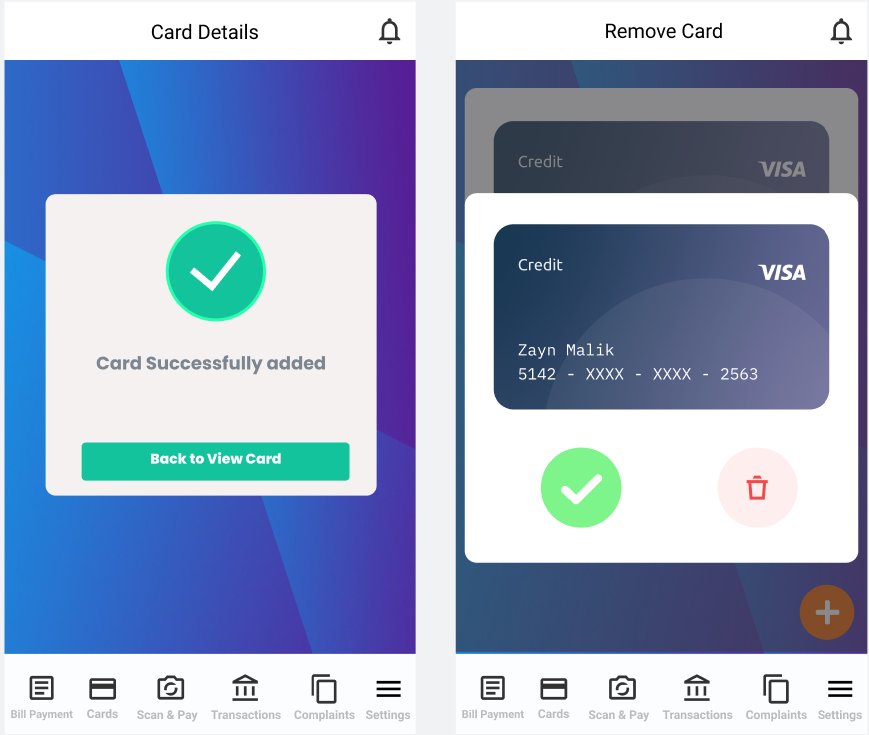 Card Details
Card Successfully added
Back to View Card
Bill Payment Cards Scan & Pay Transactions Complaints Settings
Remove Card
Credit
VISA
Credit
VISA
Zayn Malik
5142 - XXXX - XXXX - 2563
Bill Payment Cards Scan & Pay Transactions Complaints Settings